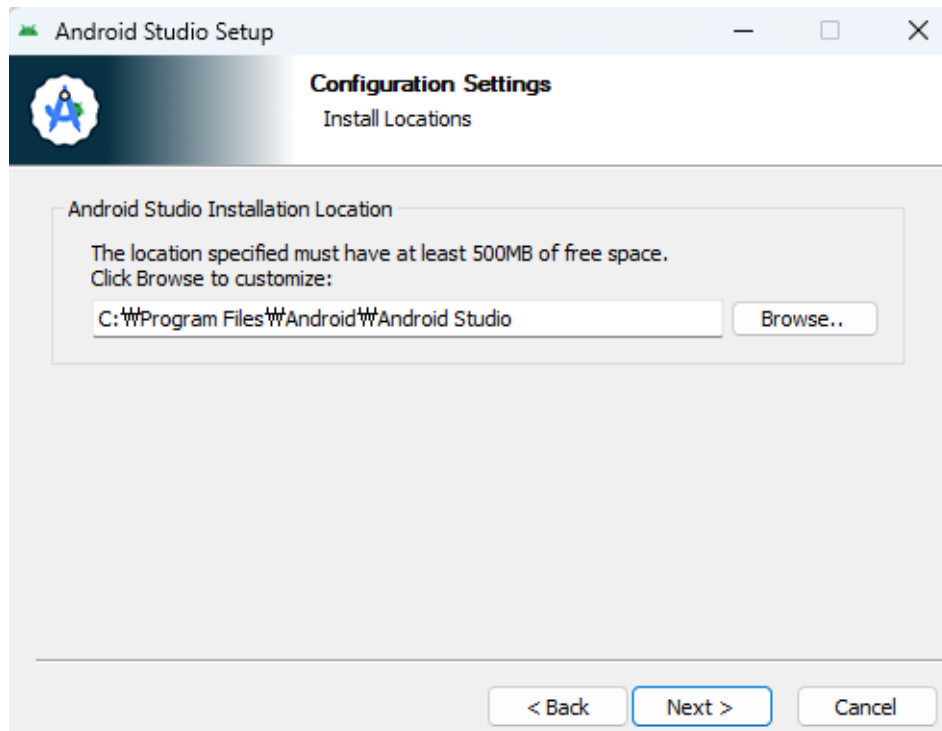 Android Studio Setup
Configuration Settings
Install Locations
Android Studio Installation Location
The location specified must have at least 500MB of free space.
Click Browse to customize:
C:₩Program Files₩Android₩Android Studio
Browse..
< Back
Next >
Cancel